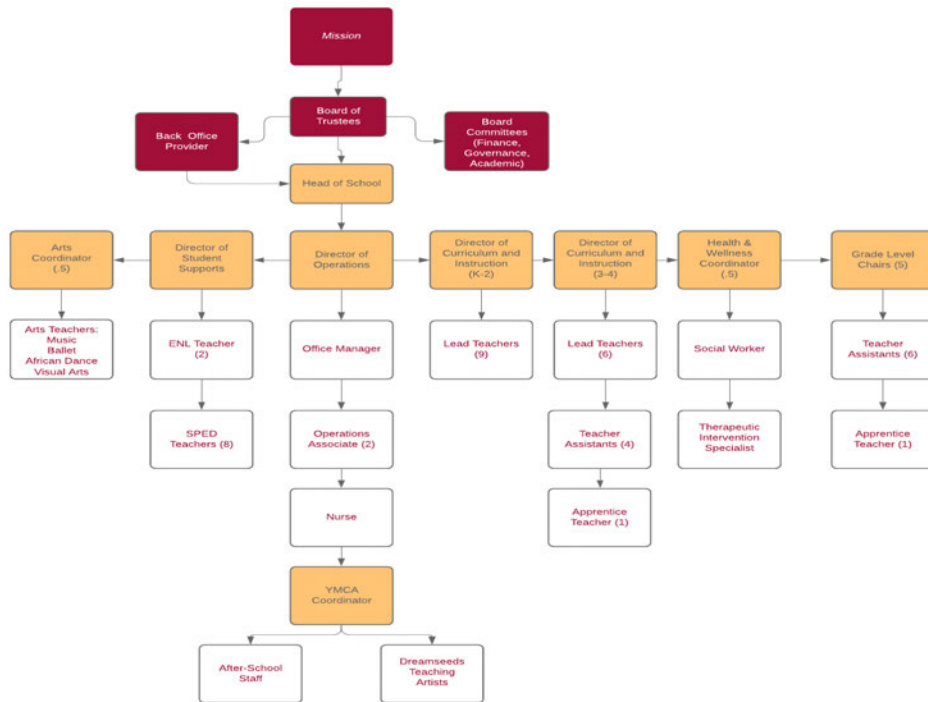 Mission
Board of
Trustees
Back Office
Provider
Board
Committees
(Finance,
Governance,
Academic)
Head of School
Arts
Coordinator
(.5)
Director of
Student
Supports
Director of
Operations
Director of
Curriculum and
Instruction
(K-2)
Director of
Curriculum and
Instruction
(3-4)
Health &
Wellness
Coordinator
(.5)
Grade Level
Chairs (5)
Arts Teachers:
Music
Ballet
African Dance
Visual Arts
ENL Teacher
(2)
Office Manager
Lead Teachers
(9)
Lead Teachers
(6)
Social Worker
Teacher
Assistants (6)
SPED
Teachers (8)
Operations
Associate (2)
Teacher
Assistants (4)
Therapeutic
Intervention
Specialist
Apprentice
Teacher (1)
Nurse
Apprentice
Teacher (1)
YMCA
Coordinator
After-School
Staff
Dreamseeds
Teaching
Artists